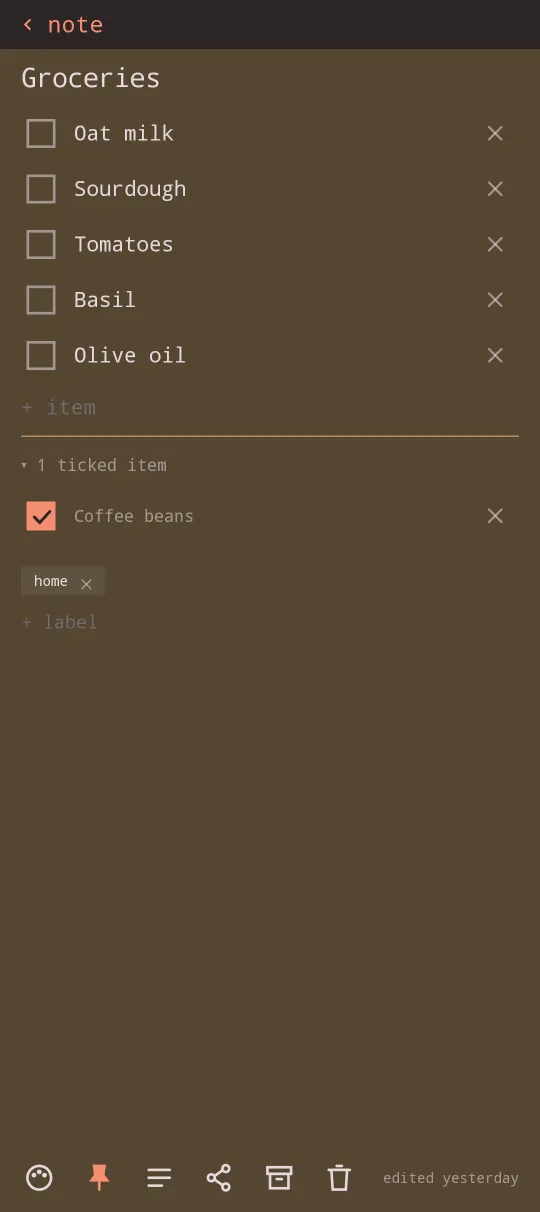 note
Groceries
Oat milk
Sourdough
Tomatoes
Basil
Olive oil
+ item
1 ticked item
Coffee beans
home
+ label
edited yesterday